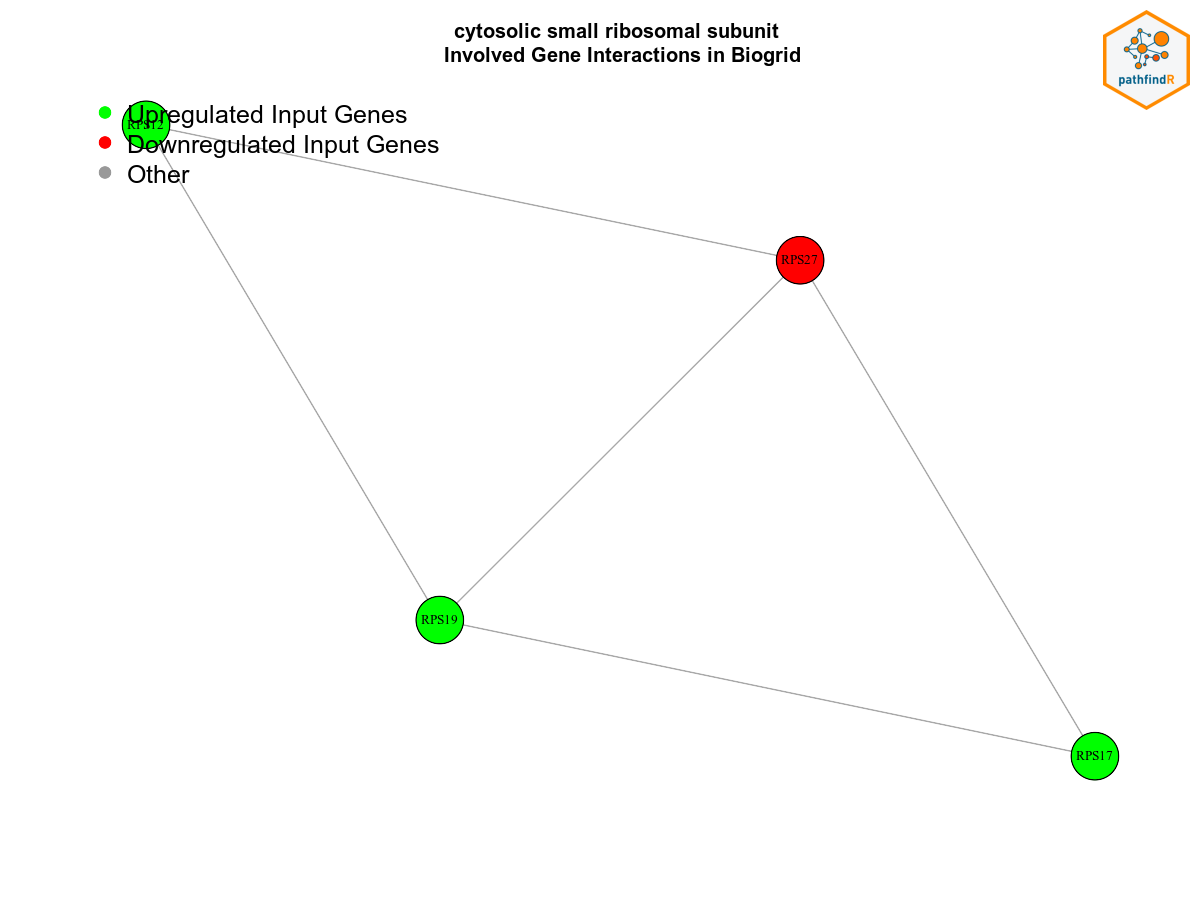 cytosolic small ribosomal subunit
Involved Gene Interactions in Biogrid
pathfindR
Upregulated Input Genes
RPS12
Downregulated Input Genes
Other
RPS27
RPS19
RPS17